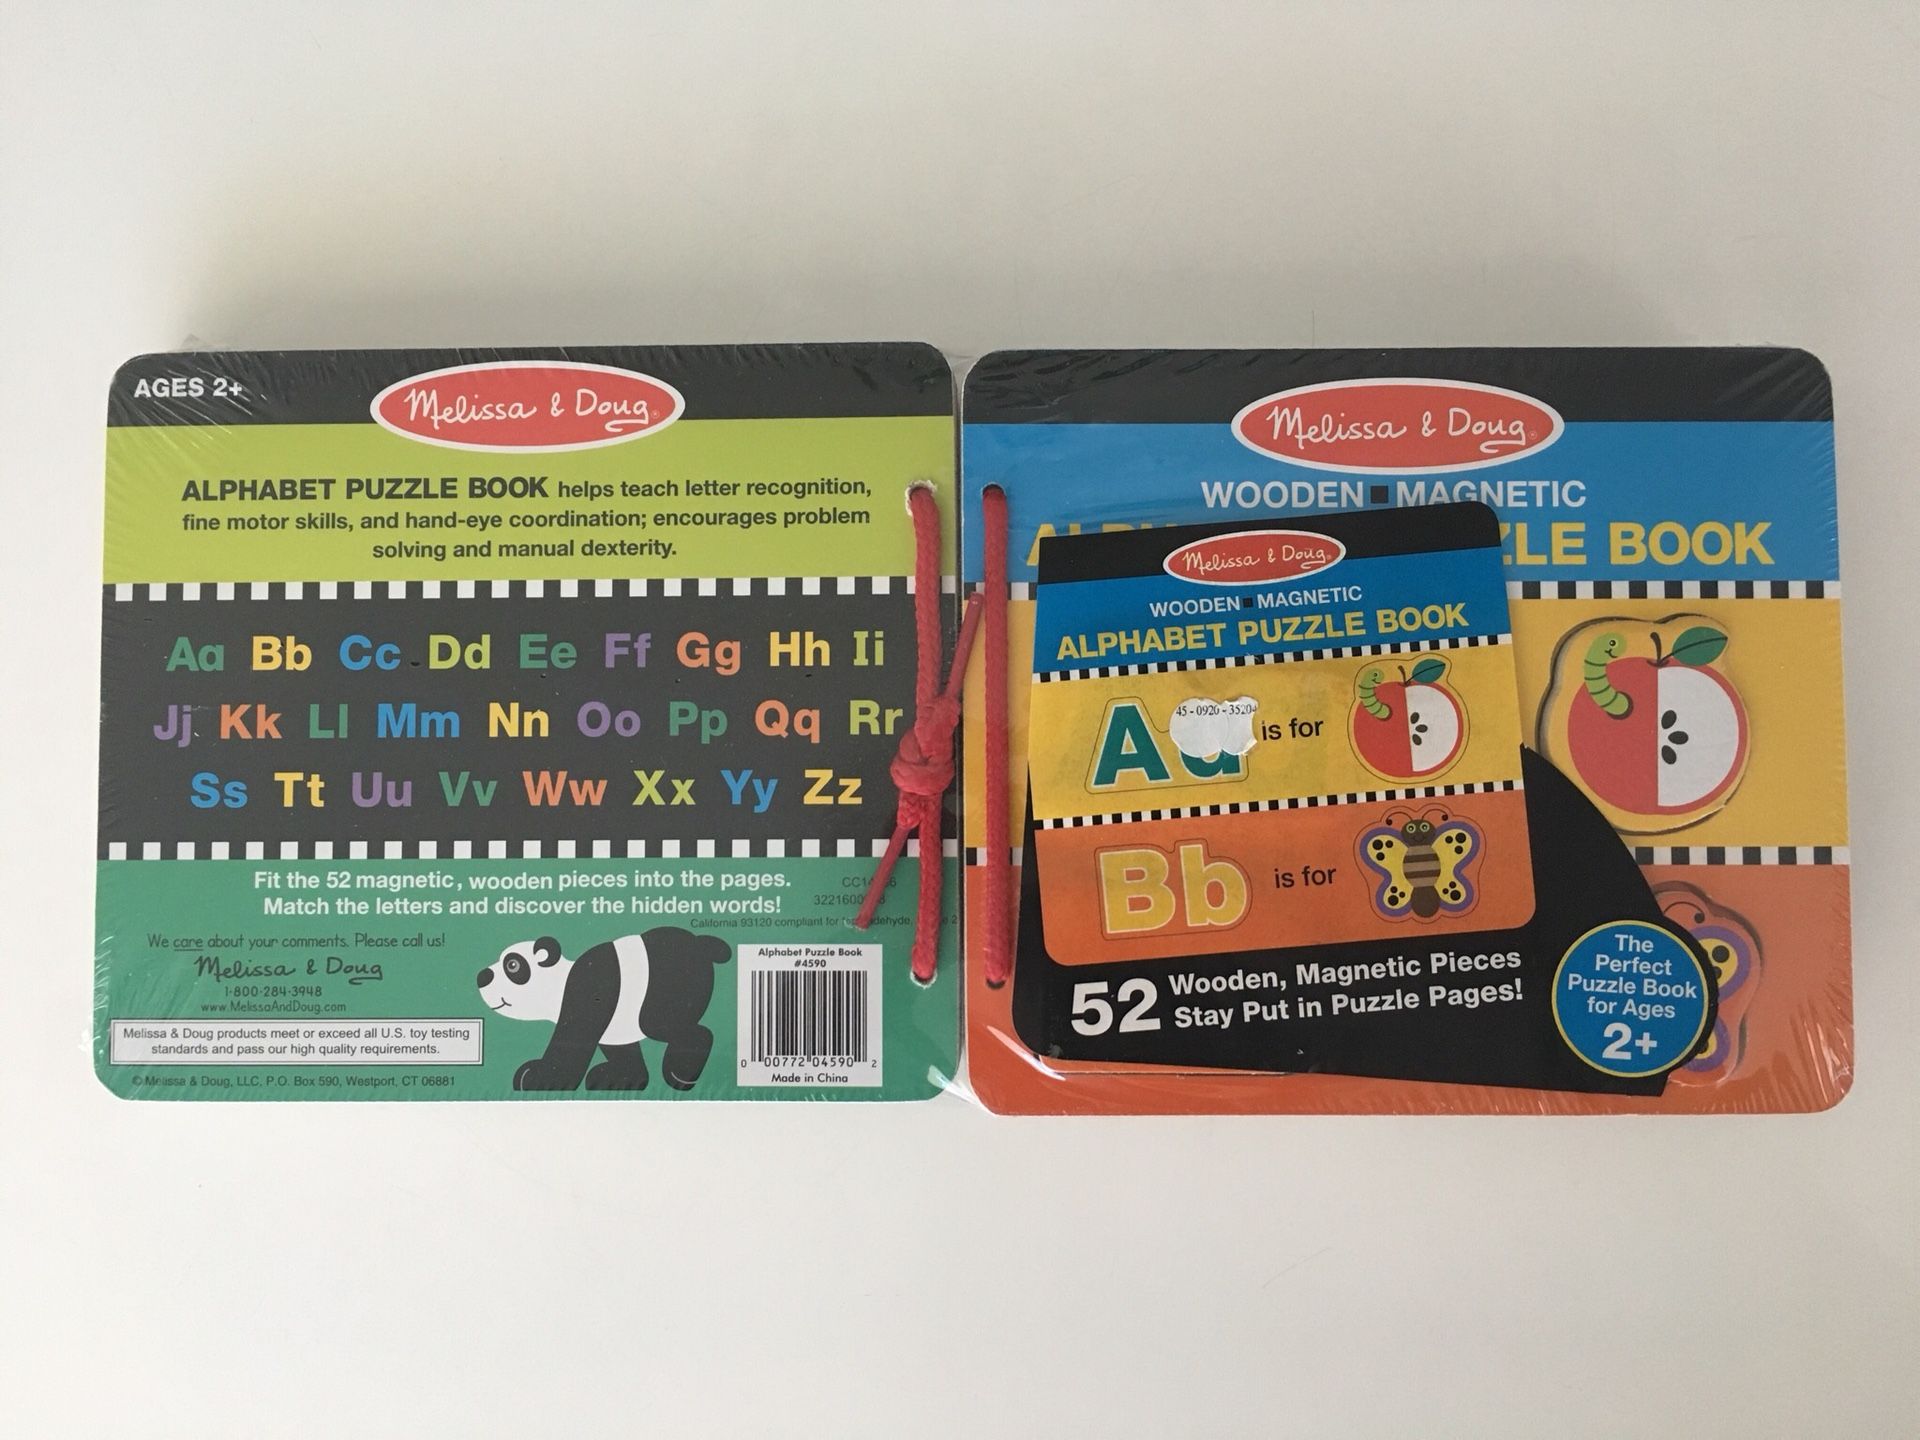 AGES 2+
Melissa & Doug®
ALPHABET PUZZLE BOOK helps teach letter recognition,
fine motor skills, and hand-eye coordination; encourages problem
solving and manual dexterity.
Aa Bb Cc Dd Ee Ff Gg Hh Ii
Jj Kk Ll Mm Nn Oo Pp Qq Rr
Ss Tt Uu Vv Ww Xx Yy Zz
Fit the 52 magnetic, wooden pieces into the pages.
Match the letters and discover the hidden words!
California 93120 compliant for
We care about your comments. Please call us!
Melissa & Doug
1-800-284-3948
www.MelissaAndDoug.com
Melissa & Doug products meet or exceed all U.S. toy testing
standards and pass our high quality requirements.
© Melissa & Doug, LLC, P.O. Box 590, Westport, CT 06881
Alphabet Puzzle Book
#4590
0 00772 04590 2
Made in China
Melissa & Doug®
WOODEN ■ MAGNETIC
BOOK
Melissa & Doug®
WOODEN ■ MAGNETIC
ALPHABET PUZZLE BOOK
45 - 0920 - 35204
Aa is for
Bb is for
52 Wooden, Magnetic Pieces
Stay Put in Puzzle Pages!
The
Perfect
Puzzle Book
for Ages
2+